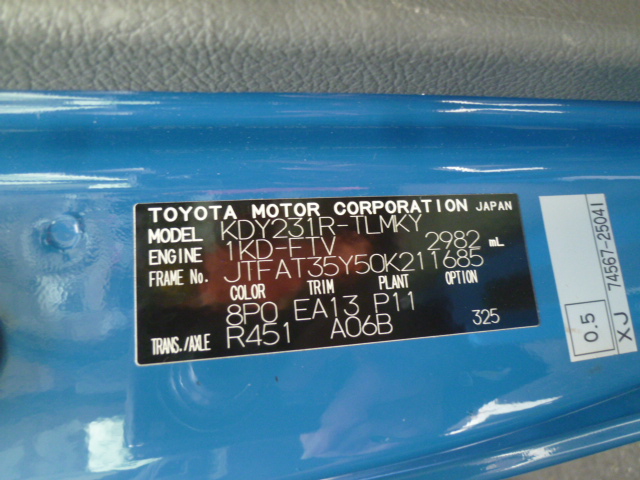 TOYOTA MOTOR CORPORATION JAPAN
MODEL KDY231R-TLMKY
ENGINE 1KD-FTV 2982 mL
FRAME No. JTFAT35Y50K211685
COLOR TRIM PLANT OPTION
8P0 EA13 P11
TRANS./AXLE R451 A06B 325
0.5
XJ 74567-25041